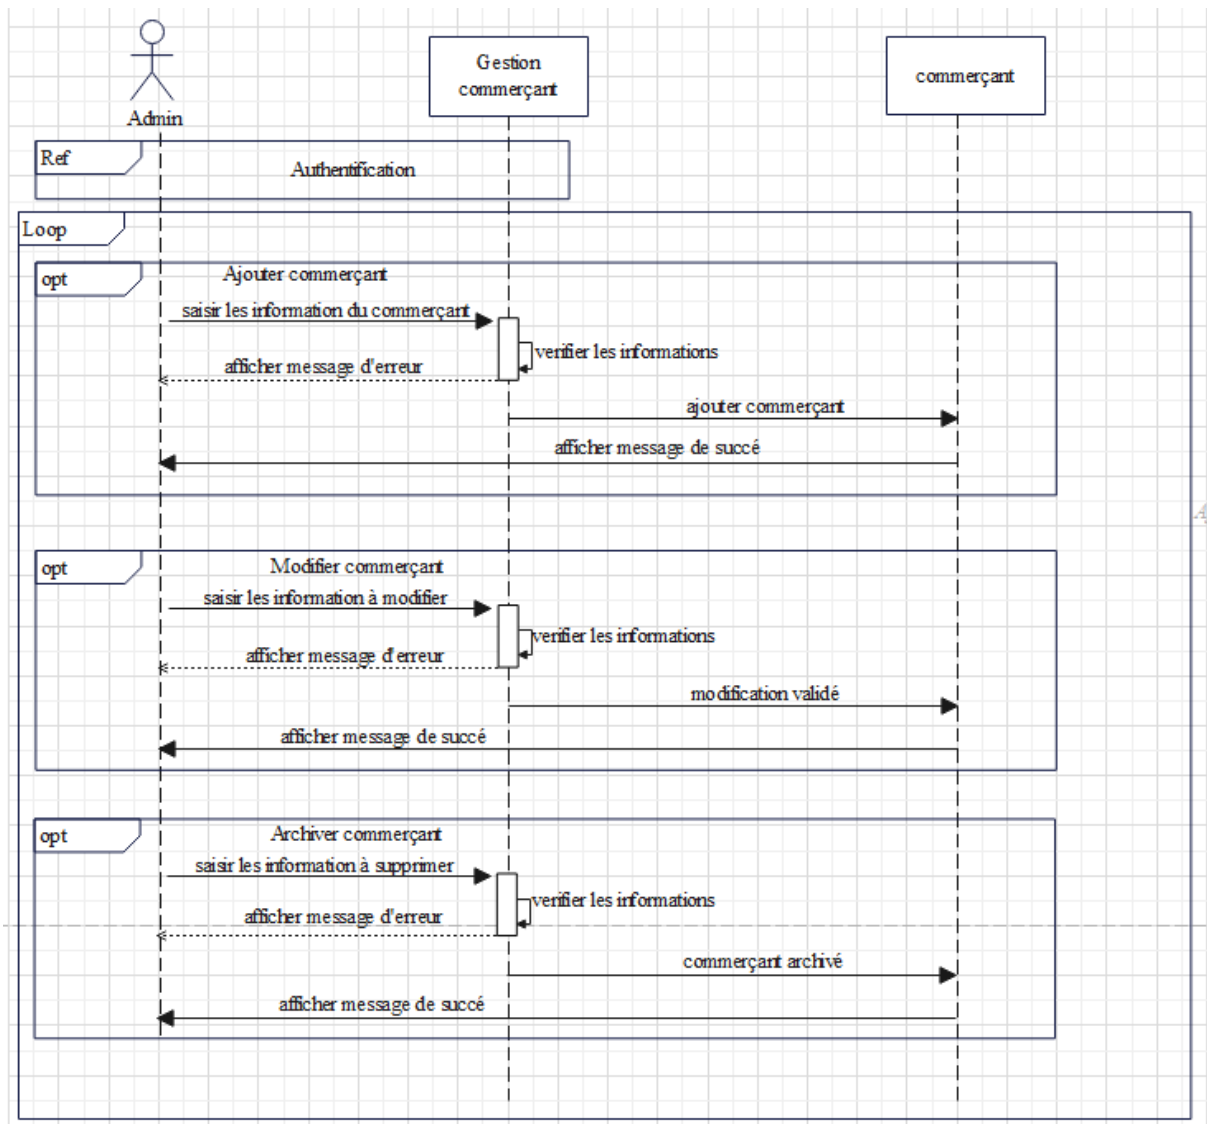 Gestion
commerçant
commerçant
Admin
Ref
Authentification
Loop
opt
Ajouter commerçant
saisir les information du commerçant
verifier les informations
afficher message d'erreur
ajouter commerçant
afficher message de succé
opt
Modifier commerçant
saisir les information à modifier
verifier les informations
afficher message d'erreur
modification validé
afficher message de succé
opt
Archiver commerçant
saisir les information à supprimer
verifier les informations
afficher message d'erreur
commerçant archivé
afficher message de succé